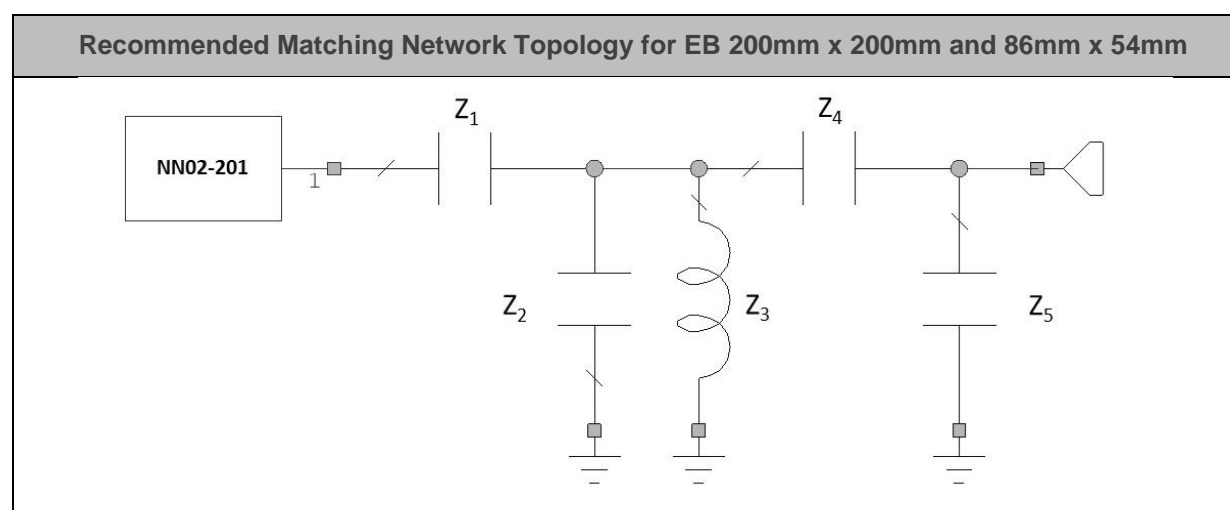 Recommended Matching Network Topology for EB 200mm x 200mm and 86mm x 54mm
Z1
Z4
NN02-201
1
Z2
Z3
Z5